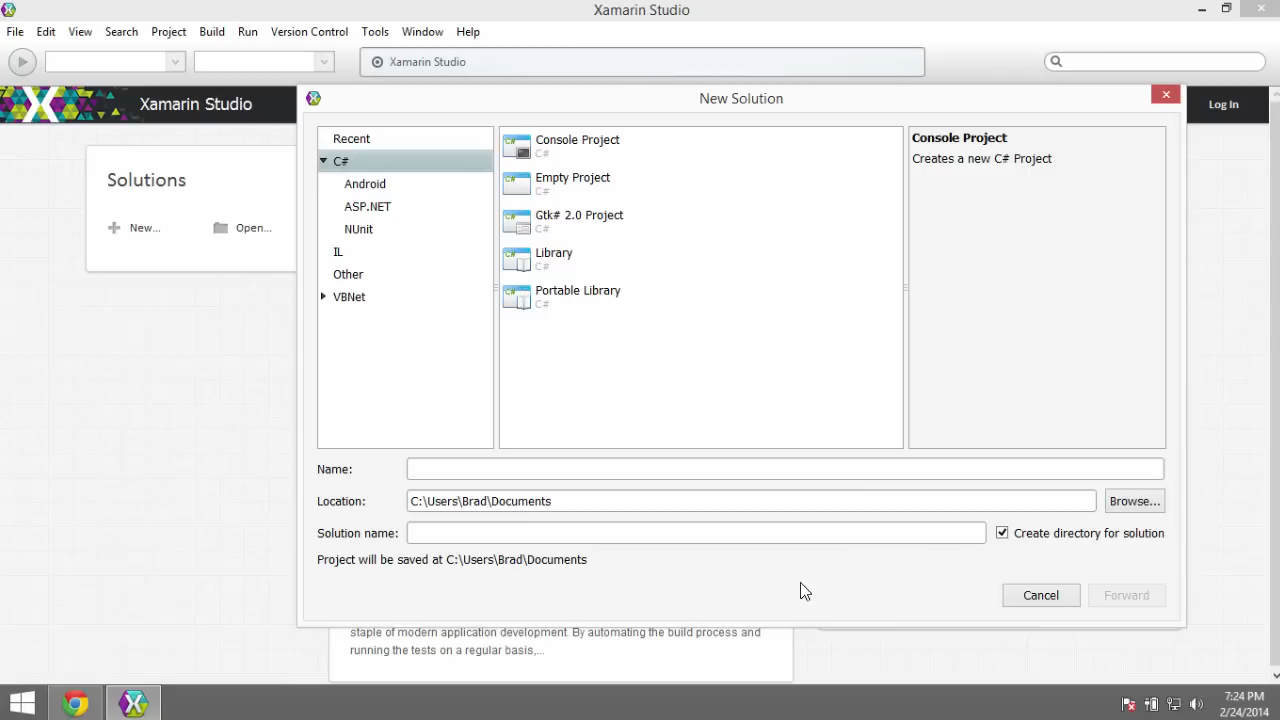 Xamarin Studio
File Edit View Search Project Build Run Version Control Tools Window Help
Xamarin Studio
Xamarin Studio
Log In
New Solution
Solutions
New...
Open...
Recent
C#
Android
ASP.NET
NUnit
IL
Other
VBNet
Console Project
C#
Empty Project
C#
Gtk# 2.0 Project
C#
Library
C#
Portable Library
C#
Console Project
Creates a new C# Project
Name:
Location: C:\Users\Brad\Documents Browse...
Solution name: Create directory for solution
Project will be saved at C:\Users\Brad\Documents
Cancel Forward
staple of modern application development. By automating the build process and
running the tests on a regular basis,...
7:24 PM
2/24/2014